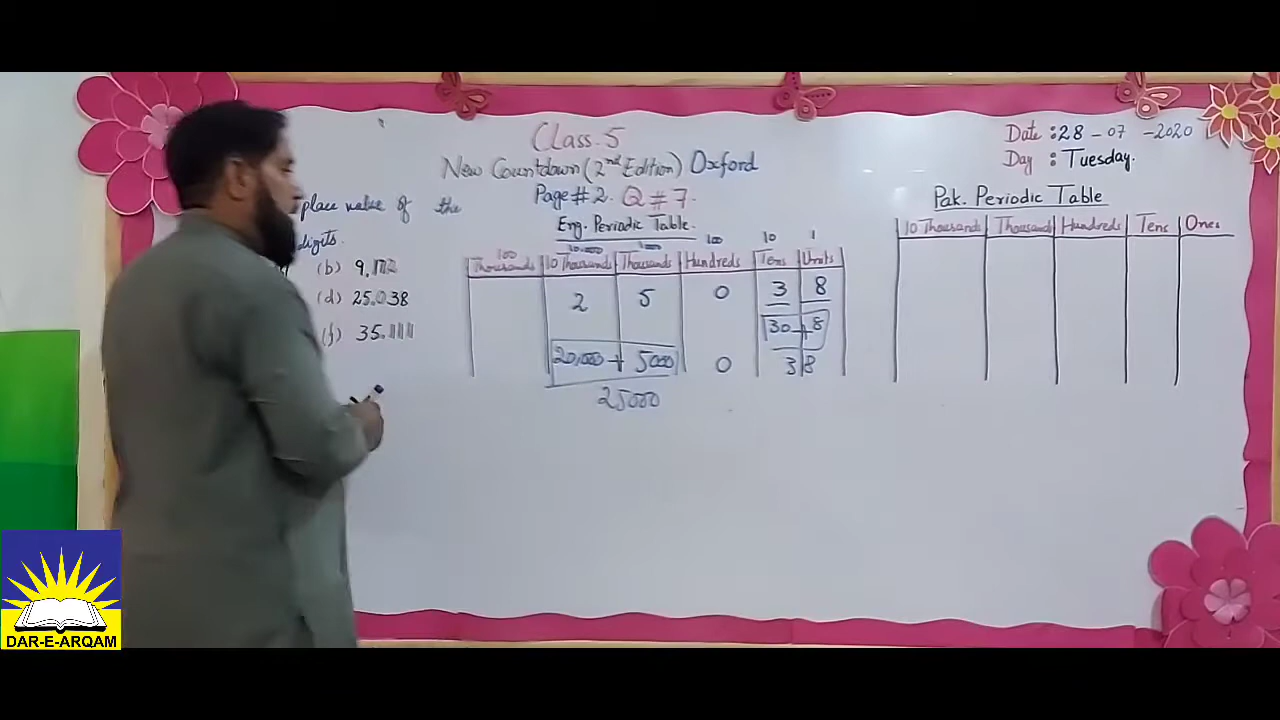 Class. 5
New Countdown (2nd Edition) Oxford
Page # 2. Q # 7.
Date : 28 - 07 - 2020
Day : Tuesday.
place value of the
digits.
(b) 9,112
(d) 25.038
(f) 35.111
Eng. Periodic Table.
10.000 1000 100 10 1
100 Thousands 10 Thousands Thousands Hundreds Tens Units
2 5 0 3 8
30 + 8
20,000 + 5000 0 38
25000
Pak. Periodic Table
10 Thousands Thousands Hundreds Tens Ones
DAR-E-ARQAM